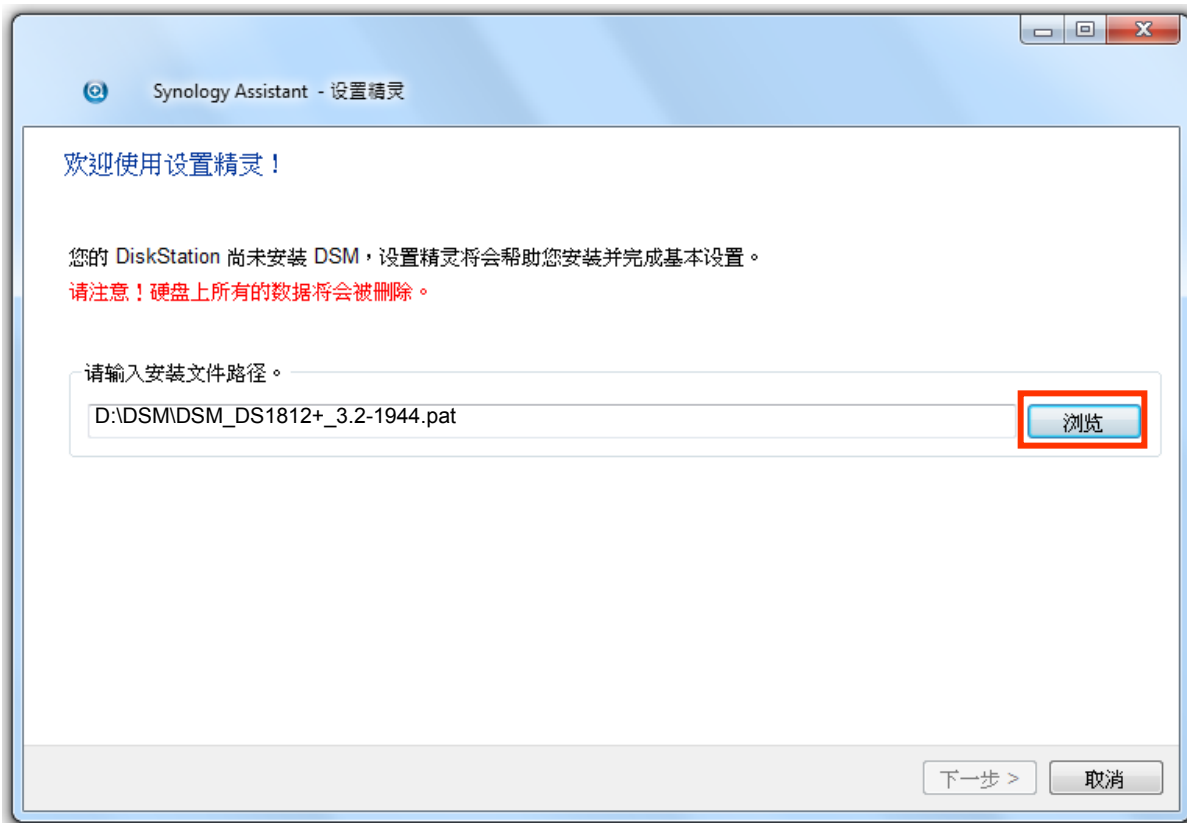 Synology Assistant - 设置精灵
欢迎使用设置精灵！
您的 DiskStation 尚未安装 DSM，设置精灵将会帮助您安装并完成基本设置。
请注意！硬盘上所有的数据将会被删除。
请输入安装文件路径。
D:\DSM\DSM_DS1812+_3.2-1944.pat
浏览
下一步 >
取消